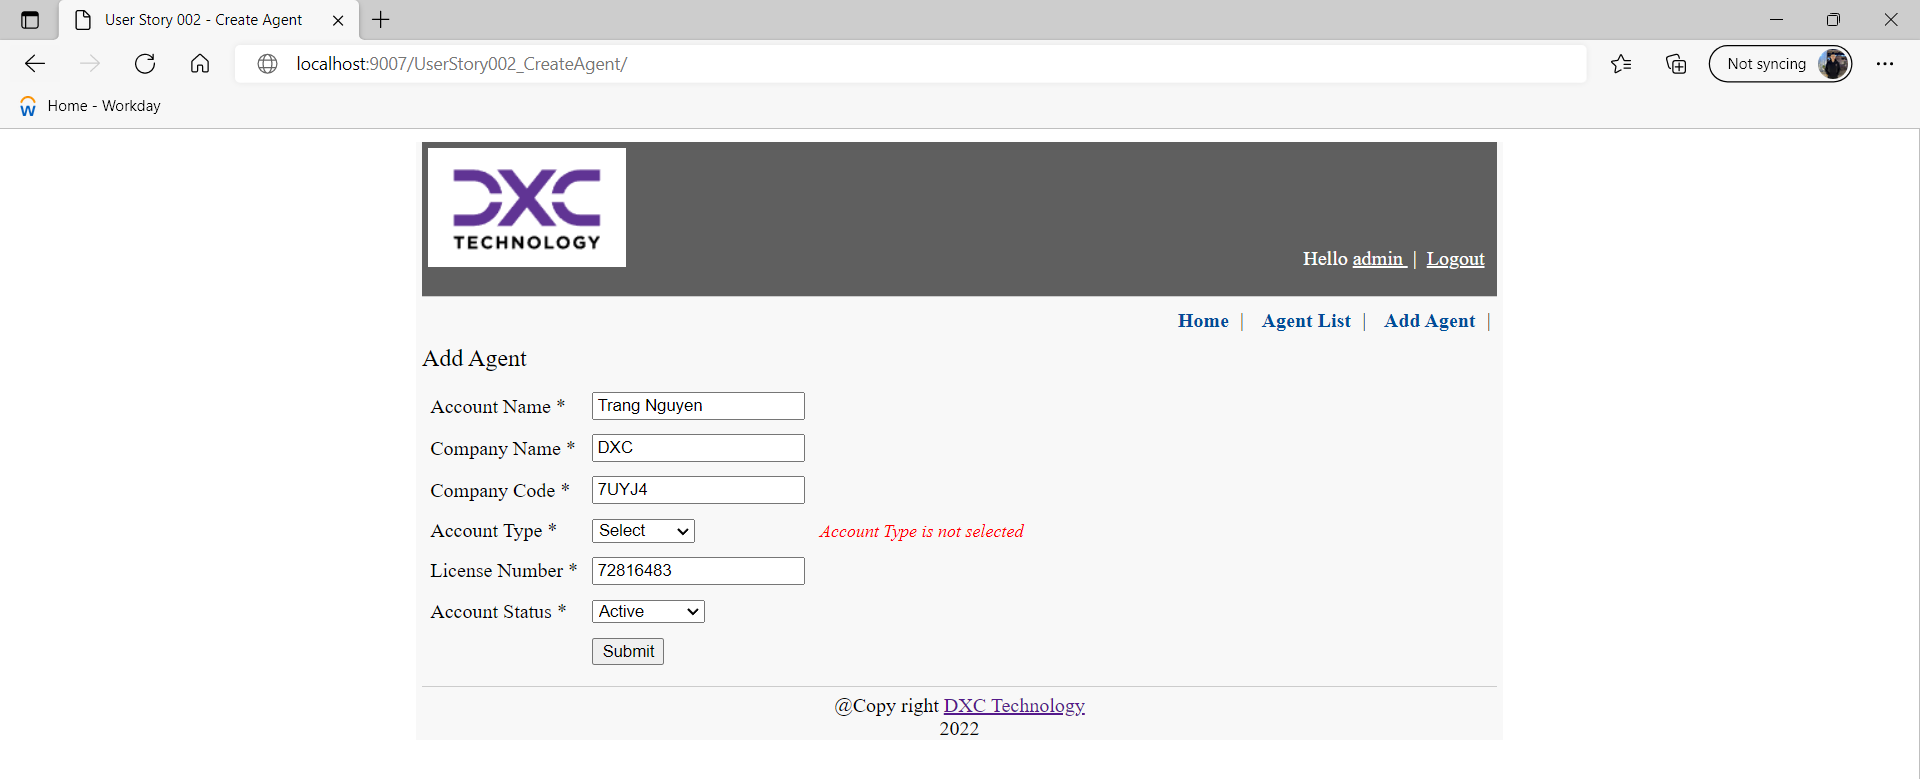 User Story 002 - Create Agent
localhost:9007/UserStory002_CreateAgent/
Not syncing
Home - Workday
DXC
TECHNOLOGY
Hello admin | Logout
Home | Agent List | Add Agent |
Add Agent
Account Name * Trang Nguyen
Company Name * DXC
Company Code * 7UYJ4
Account Type * Select Account Type is not selected
License Number * 72816483
Account Status * Active
Submit
@Copy right DXC Technology
2022